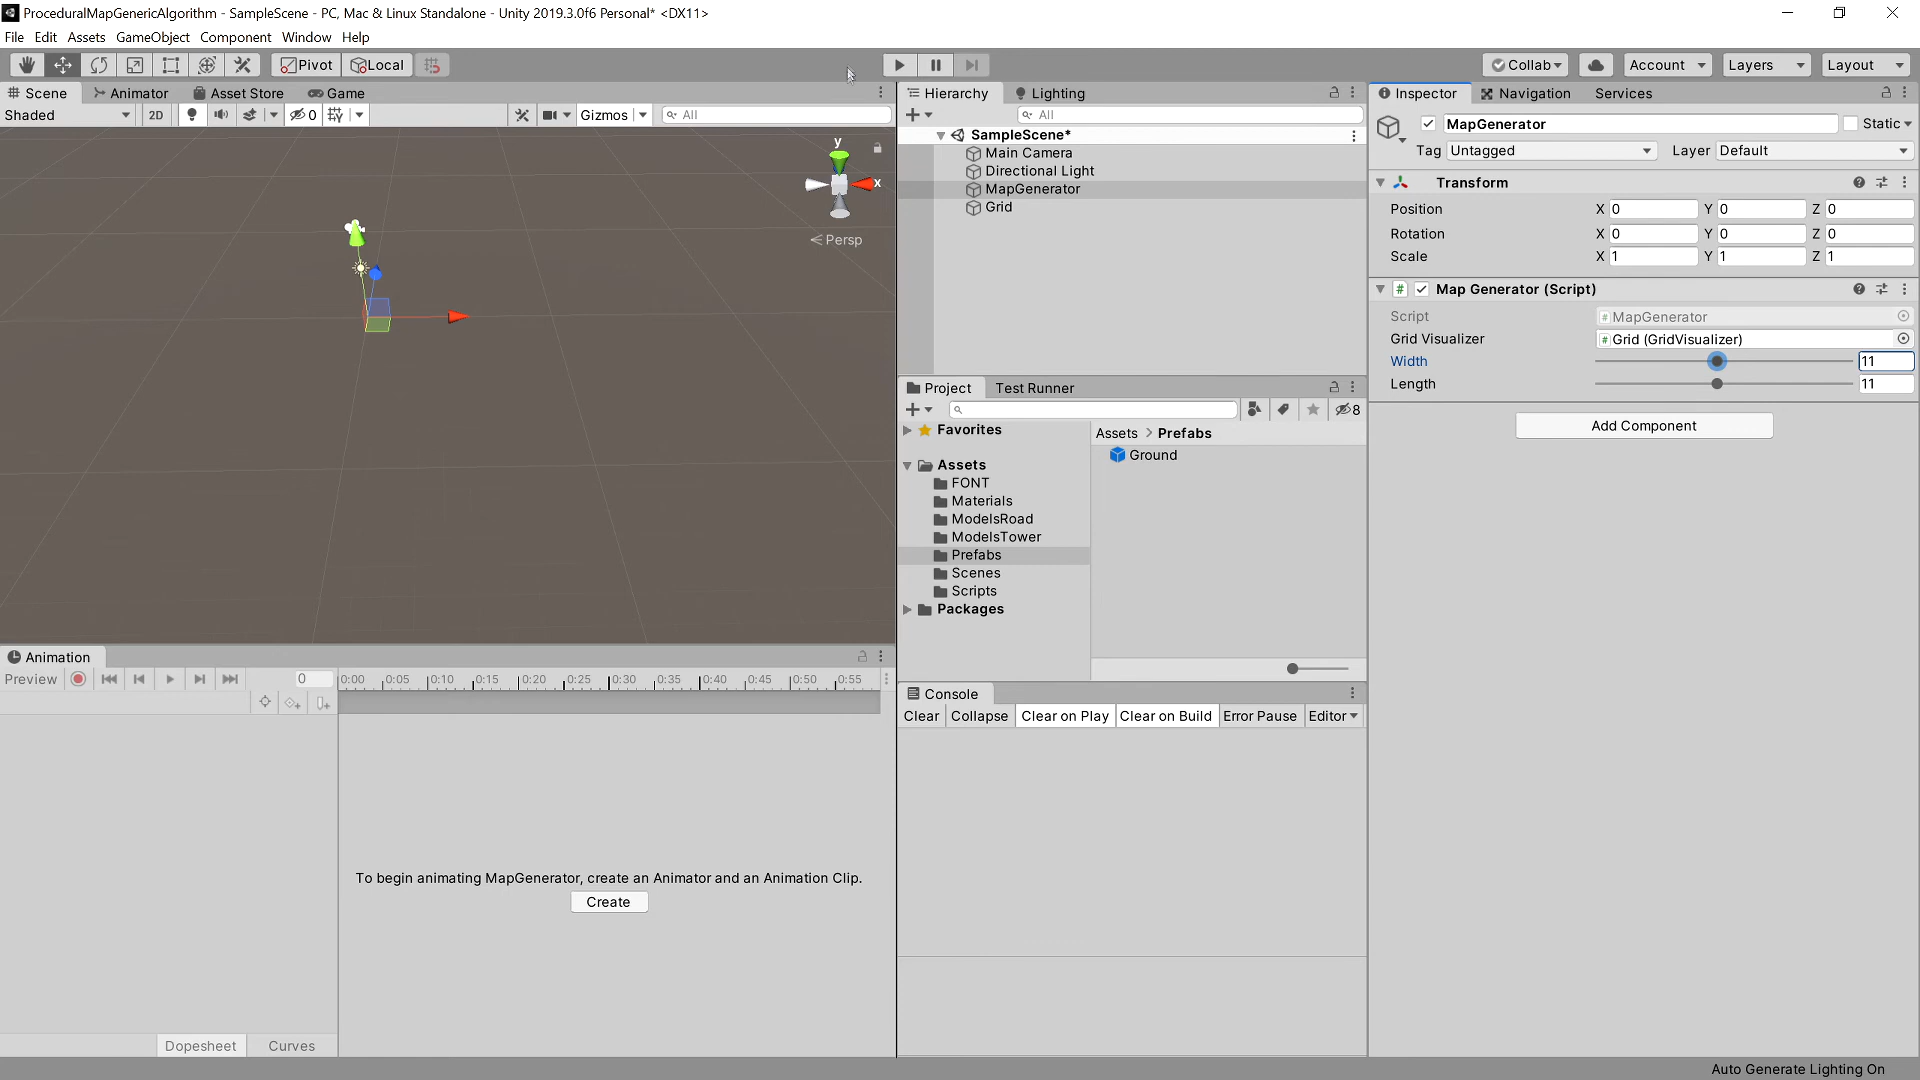 ProceduralMapGenericAlgorithm - SampleScene - PC, Mac & Linux Standalone - Unity 2019.3.0f6 Personal* <DX11>
File Edit Assets GameObject Component Window Help
Pivot Local Collab Account Layers Layout
Scene Animator Asset Store Game
Shaded 2D 0 Gizmos All
y
x
Persp
Hierarchy Lighting
All
SampleScene*
Main Camera
Directional Light
MapGenerator
Grid
Project Test Runner
8
Favorites
Assets
FONT
Materials
ModelsRoad
ModelsTower
Prefabs
Scenes
Scripts
Packages
Assets > Prefabs
Ground
Console
Clear Collapse Clear on Play Clear on Build Error Pause Editor
Inspector Navigation Services
MapGenerator Static
Tag Untagged Layer Default
Transform
Position X 0 Y 0 Z 0
Rotation X 0 Y 0 Z 0
Scale X 1 Y 1 Z 1
# Map Generator (Script)
Script # MapGenerator
Grid Visualizer # Grid (GridVisualizer)
Width 11
Length 11
Add Component
Animation
Preview 0 0:00 0:05 0:10 0:15 0:20 0:25 0:30 0:35 0:40 0:45 0:50 0:55
To begin animating MapGenerator, create an Animator and an Animation Clip.
Create
Dopesheet Curves
Auto Generate Lighting On